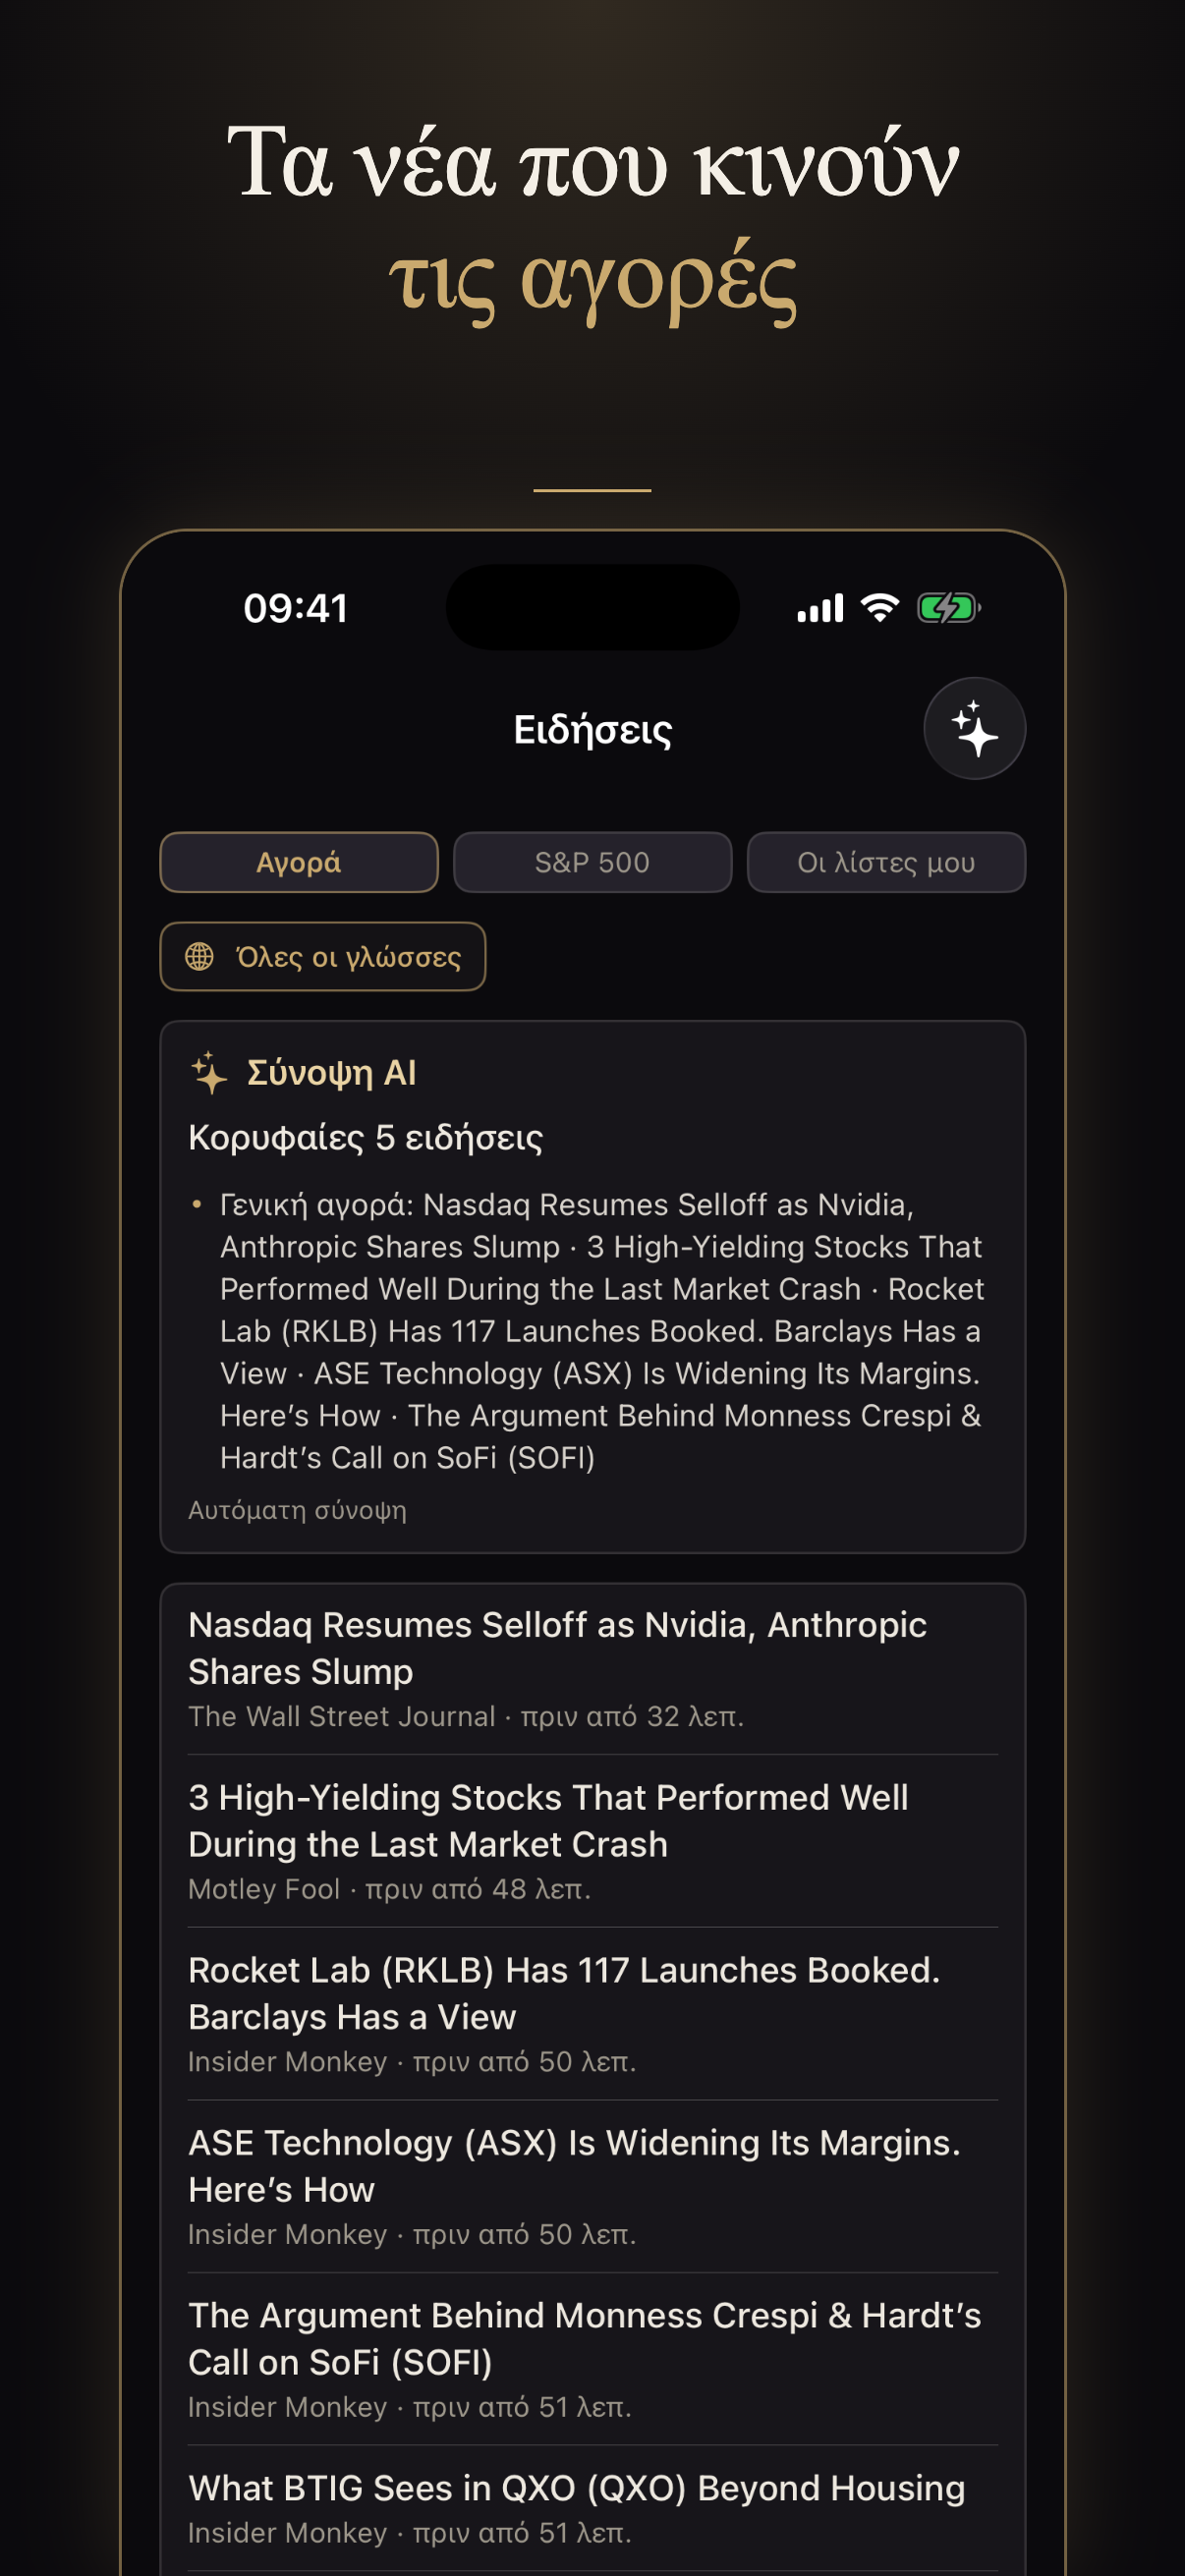 Τα νέα που κινούν
τις αγορές
09:41
Ειδήσεις
Αγορά
S&P 500
Οι λίστες μου
Όλες οι γλώσσες
Σύνοψη AI
Κορυφαίες 5 ειδήσεις
• Γενική αγορά: Nasdaq Resumes Selloff as Nvidia,
Anthropic Shares Slump · 3 High-Yielding Stocks That
Performed Well During the Last Market Crash · Rocket
Lab (RKLB) Has 117 Launches Booked. Barclays Has a
View · ASE Technology (ASX) Is Widening Its Margins.
Here’s How · The Argument Behind Monness Crespi &
Hardt’s Call on SoFi (SOFI)
Αυτόματη σύνοψη
Nasdaq Resumes Selloff as Nvidia, Anthropic
Shares Slump
The Wall Street Journal · πριν από 32 λεπ.
3 High-Yielding Stocks That Performed Well
During the Last Market Crash
Motley Fool · πριν από 48 λεπ.
Rocket Lab (RKLB) Has 117 Launches Booked.
Barclays Has a View
Insider Monkey · πριν από 50 λεπ.
ASE Technology (ASX) Is Widening Its Margins.
Here’s How
Insider Monkey · πριν από 50 λεπ.
The Argument Behind Monness Crespi & Hardt’s
Call on SoFi (SOFI)
Insider Monkey · πριν από 51 λεπ.
What BTIG Sees in QXO (QXO) Beyond Housing
Insider Monkey · πριν από 51 λεπ.